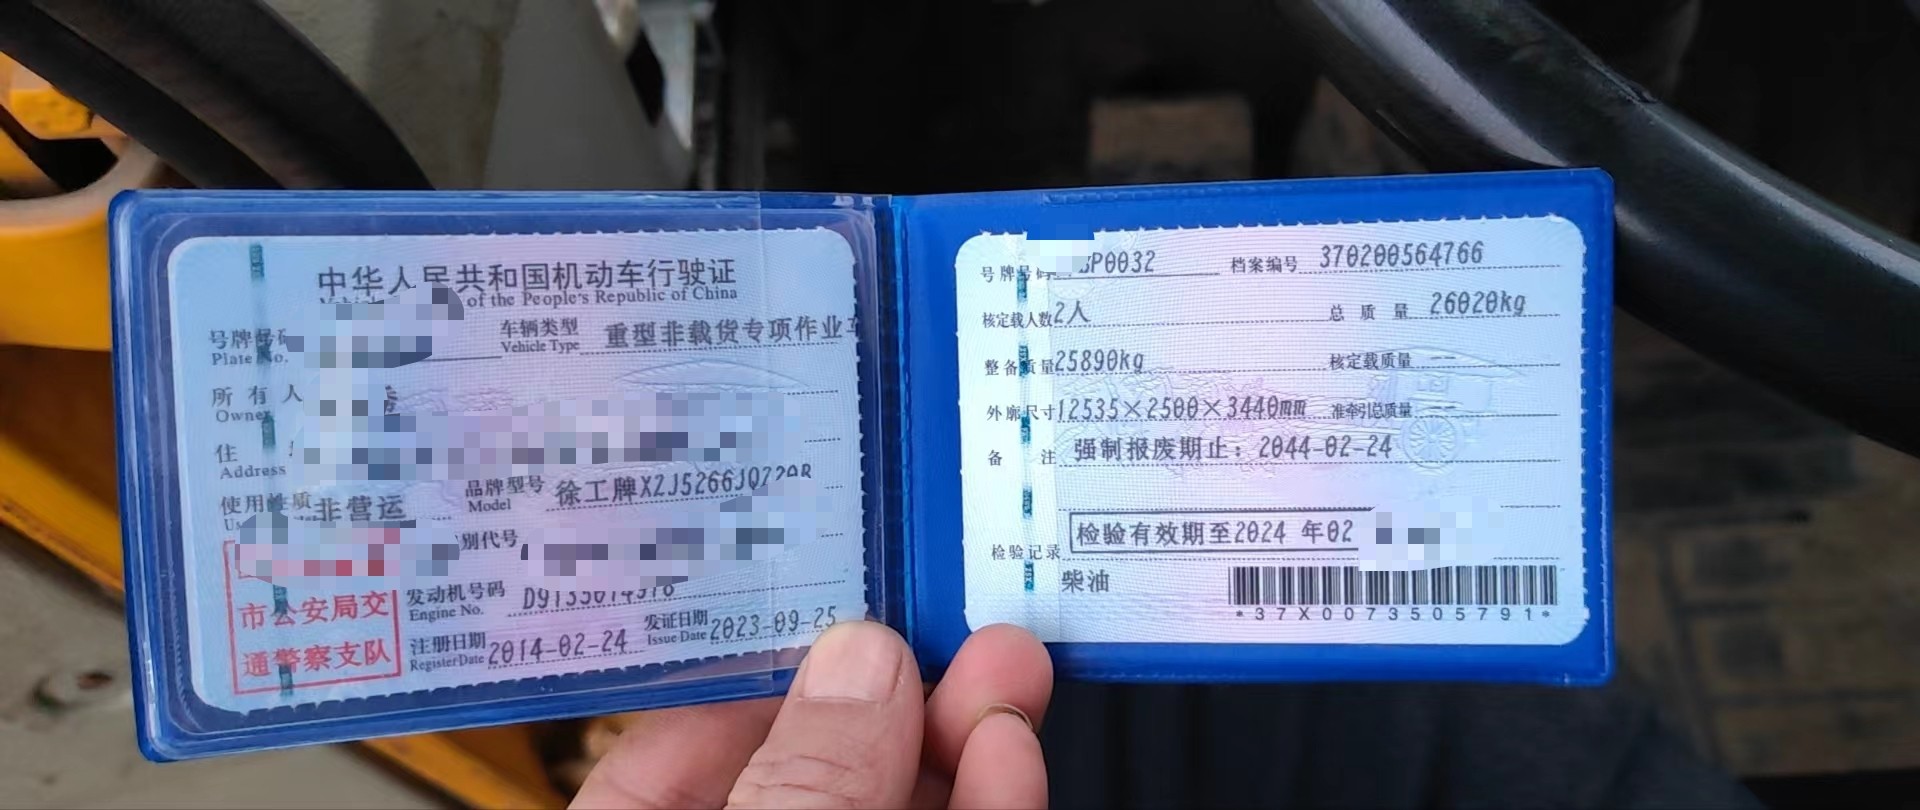 中华人民共和国机动车行驶证
of the People's Republic of China
号牌号码
Plate No.
车辆类型
Vehicle Type
重型非载货专项作业车
所有人
Owner
住
Address
使用性质
非营运
品牌型号
Model
徐工牌XZJ5266JQZ20
别代号
发动机号码
Engine No.
市公安局交
通警察支队
注册日期
Register Date
2014-02-24
发证日期
Issue Date
2023-09-25
号牌号码 P0032 档案编号 370200564766
核定载人数 2人 总质量 26020kg
整备质量 25890kg 核定载质量 --
外廓尺寸 12535×2500×3440mm 准牵引总质量 --
备注 强制报废期止：2044-02-24
检验记录 检验有效期至2024 年02
柴油
*37X0073505791*